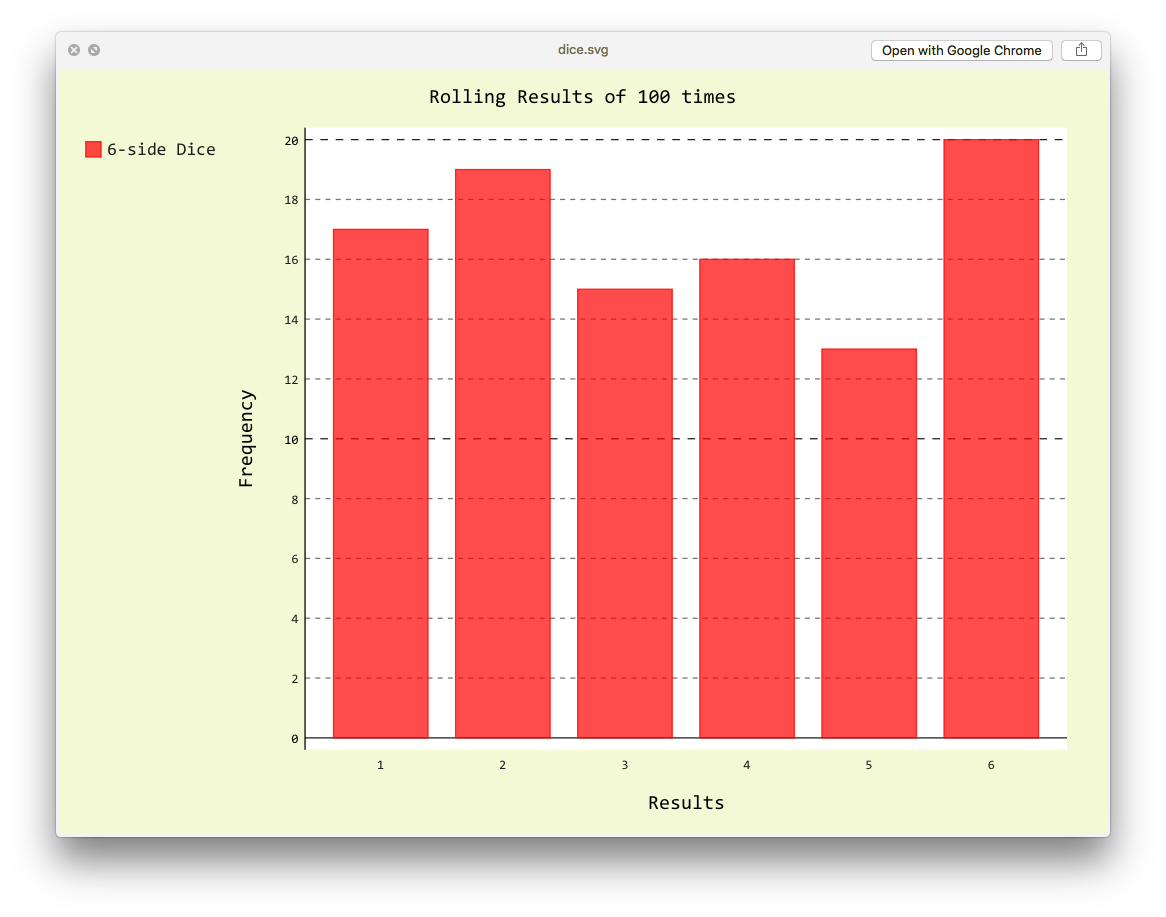 dice.svg
Open with Google Chrome
Rolling Results of 100 times
6-side Dice
20
18
16
14
12
10
8
6
4
2
0
Frequency
1 2 3 4 5 6
Results